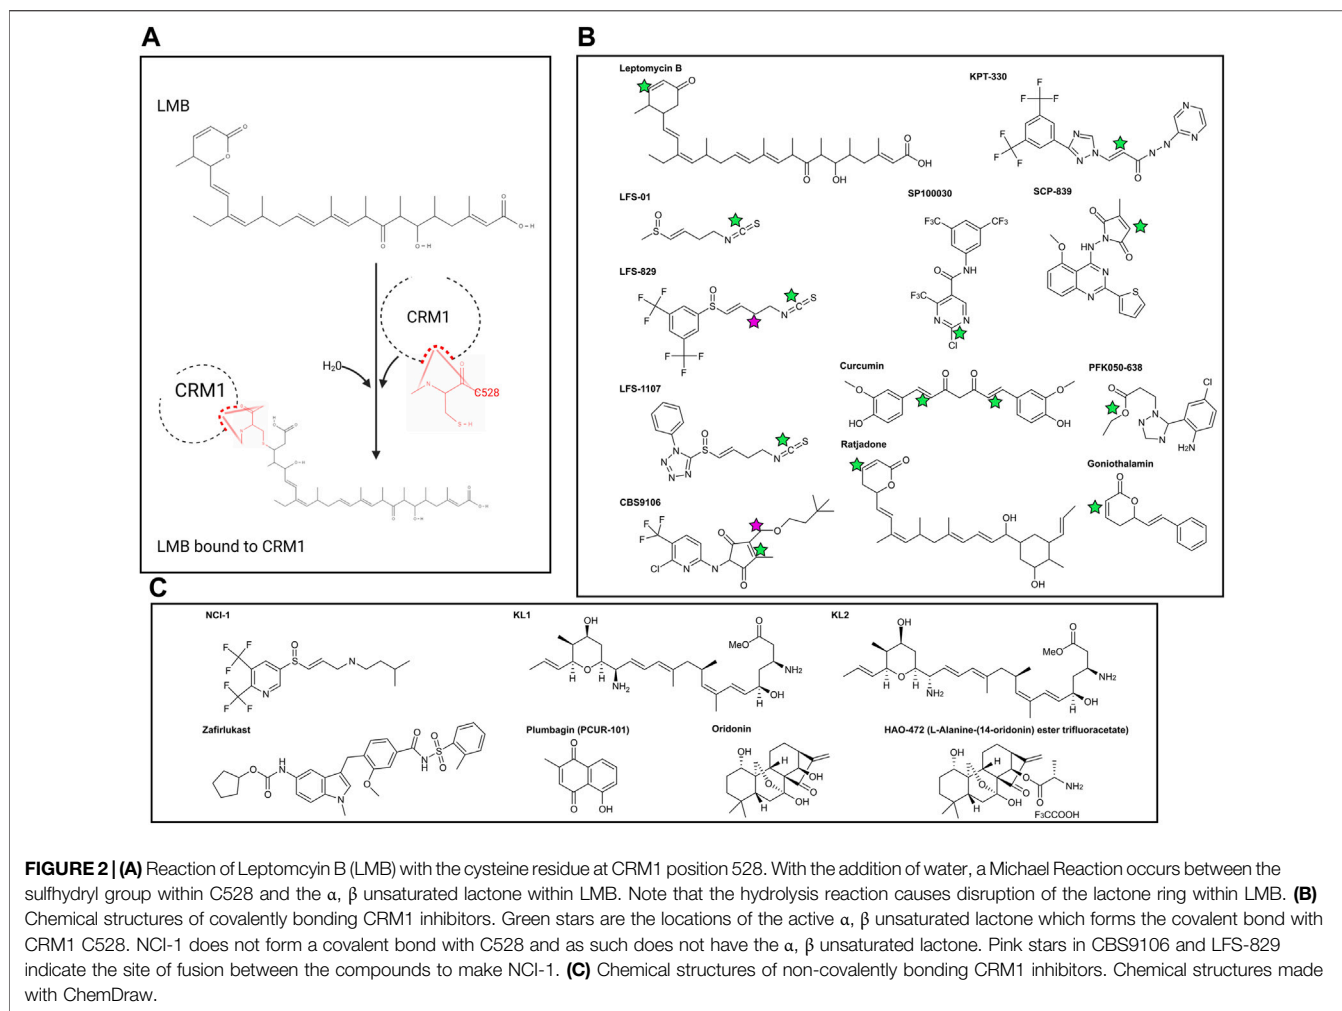 A
LMB
CRM1
H₂0
C528
CRM1
LMB bound to CRM1
B
Leptomycin B
KPT-330
LFS-01
SP100030
SCP-839
LFS-829
Curcumin
PFK050-638
LFS-1107
Ratjadone
Goniothalamin
CBS9106
C
NCI-1
KL1
KL2
Zafirlukast
Plumbagin (PCUR-101)
Oridonin
HAO-472 (L-Alanine-(14-oridonin) ester trifluoracetate)
F₃CCOOH
FIGURE 2 | (A) Reaction of Leptomcyin B (LMB) with the cysteine residue at CRM1 position 528. With the addition of water, a Michael Reaction occurs between the
sulfhydryl group within C528 and the α, β unsaturated lactone within LMB. Note that the hydrolysis reaction causes disruption of the lactone ring within LMB. (B)
Chemical structures of covalently bonding CRM1 inhibitors. Green stars are the locations of the active α, β unsaturated lactone which forms the covalent bond with
CRM1 C528. NCI-1 does not form a covalent bond with C528 and as such does not have the α, β unsaturated lactone. Pink stars in CBS9106 and LFS-829
indicate the site of fusion between the compounds to make NCI-1. (C) Chemical structures of non-covalently bonding CRM1 inhibitors. Chemical structures made
with ChemDraw.